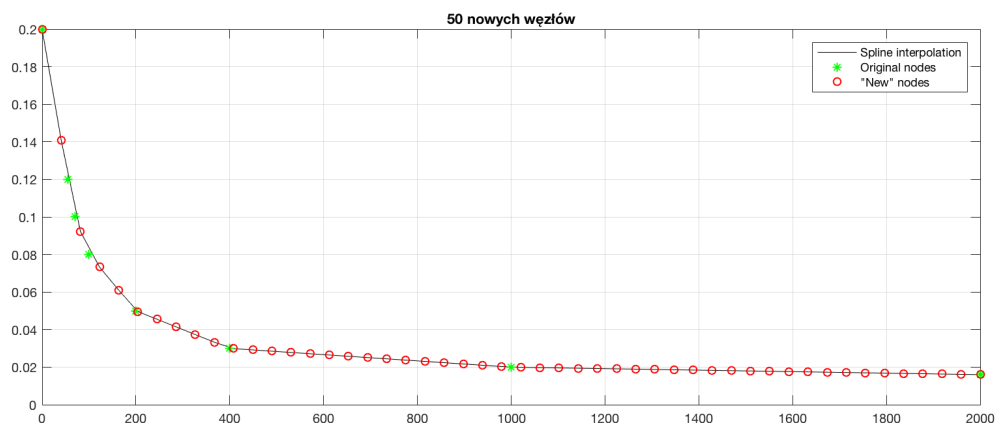 50 nowych węzłów
0.2
0.18
0.16
0.14
0.12
0.1
0.08
0.06
0.04
0.02
0
Spline interpolation
Original nodes
"New" nodes
0 200 400 600 800 1000 1200 1400 1600 1800 2000